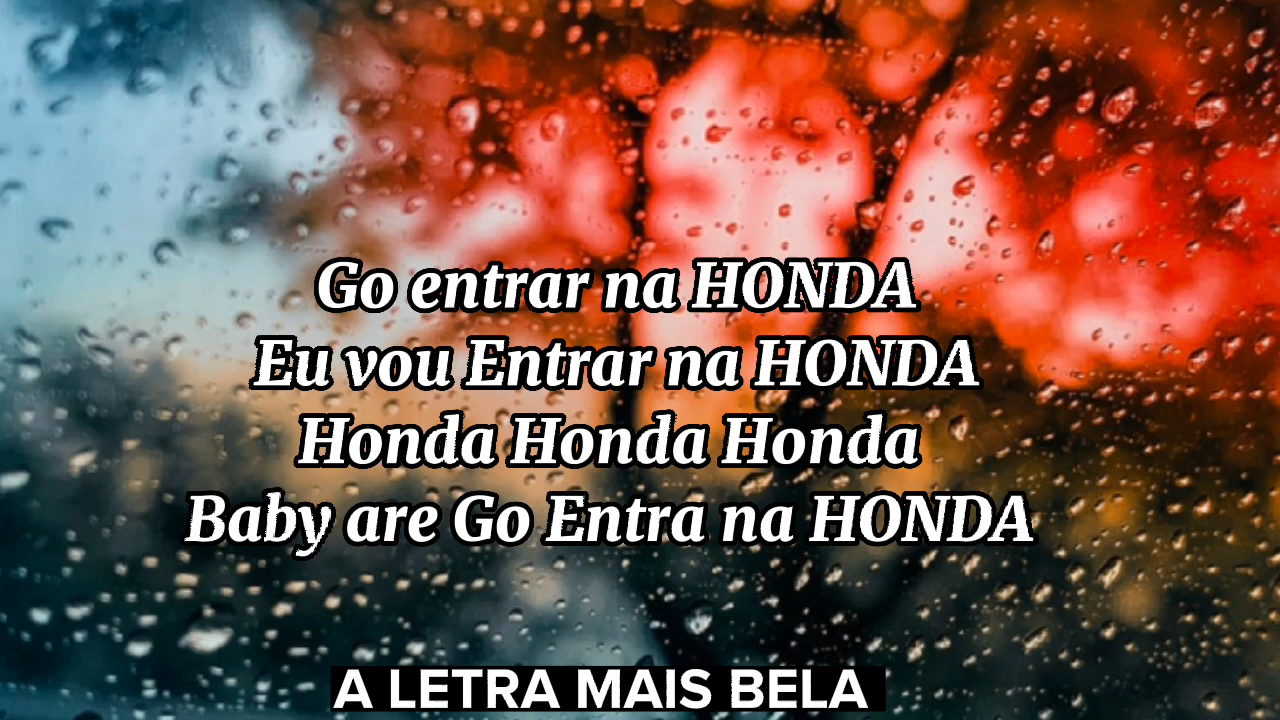 Go entrar na HONDA
Eu vou Entrar na HONDA
Honda Honda Honda
Baby are Go Entra na HONDA
A LETRA MAIS BELA